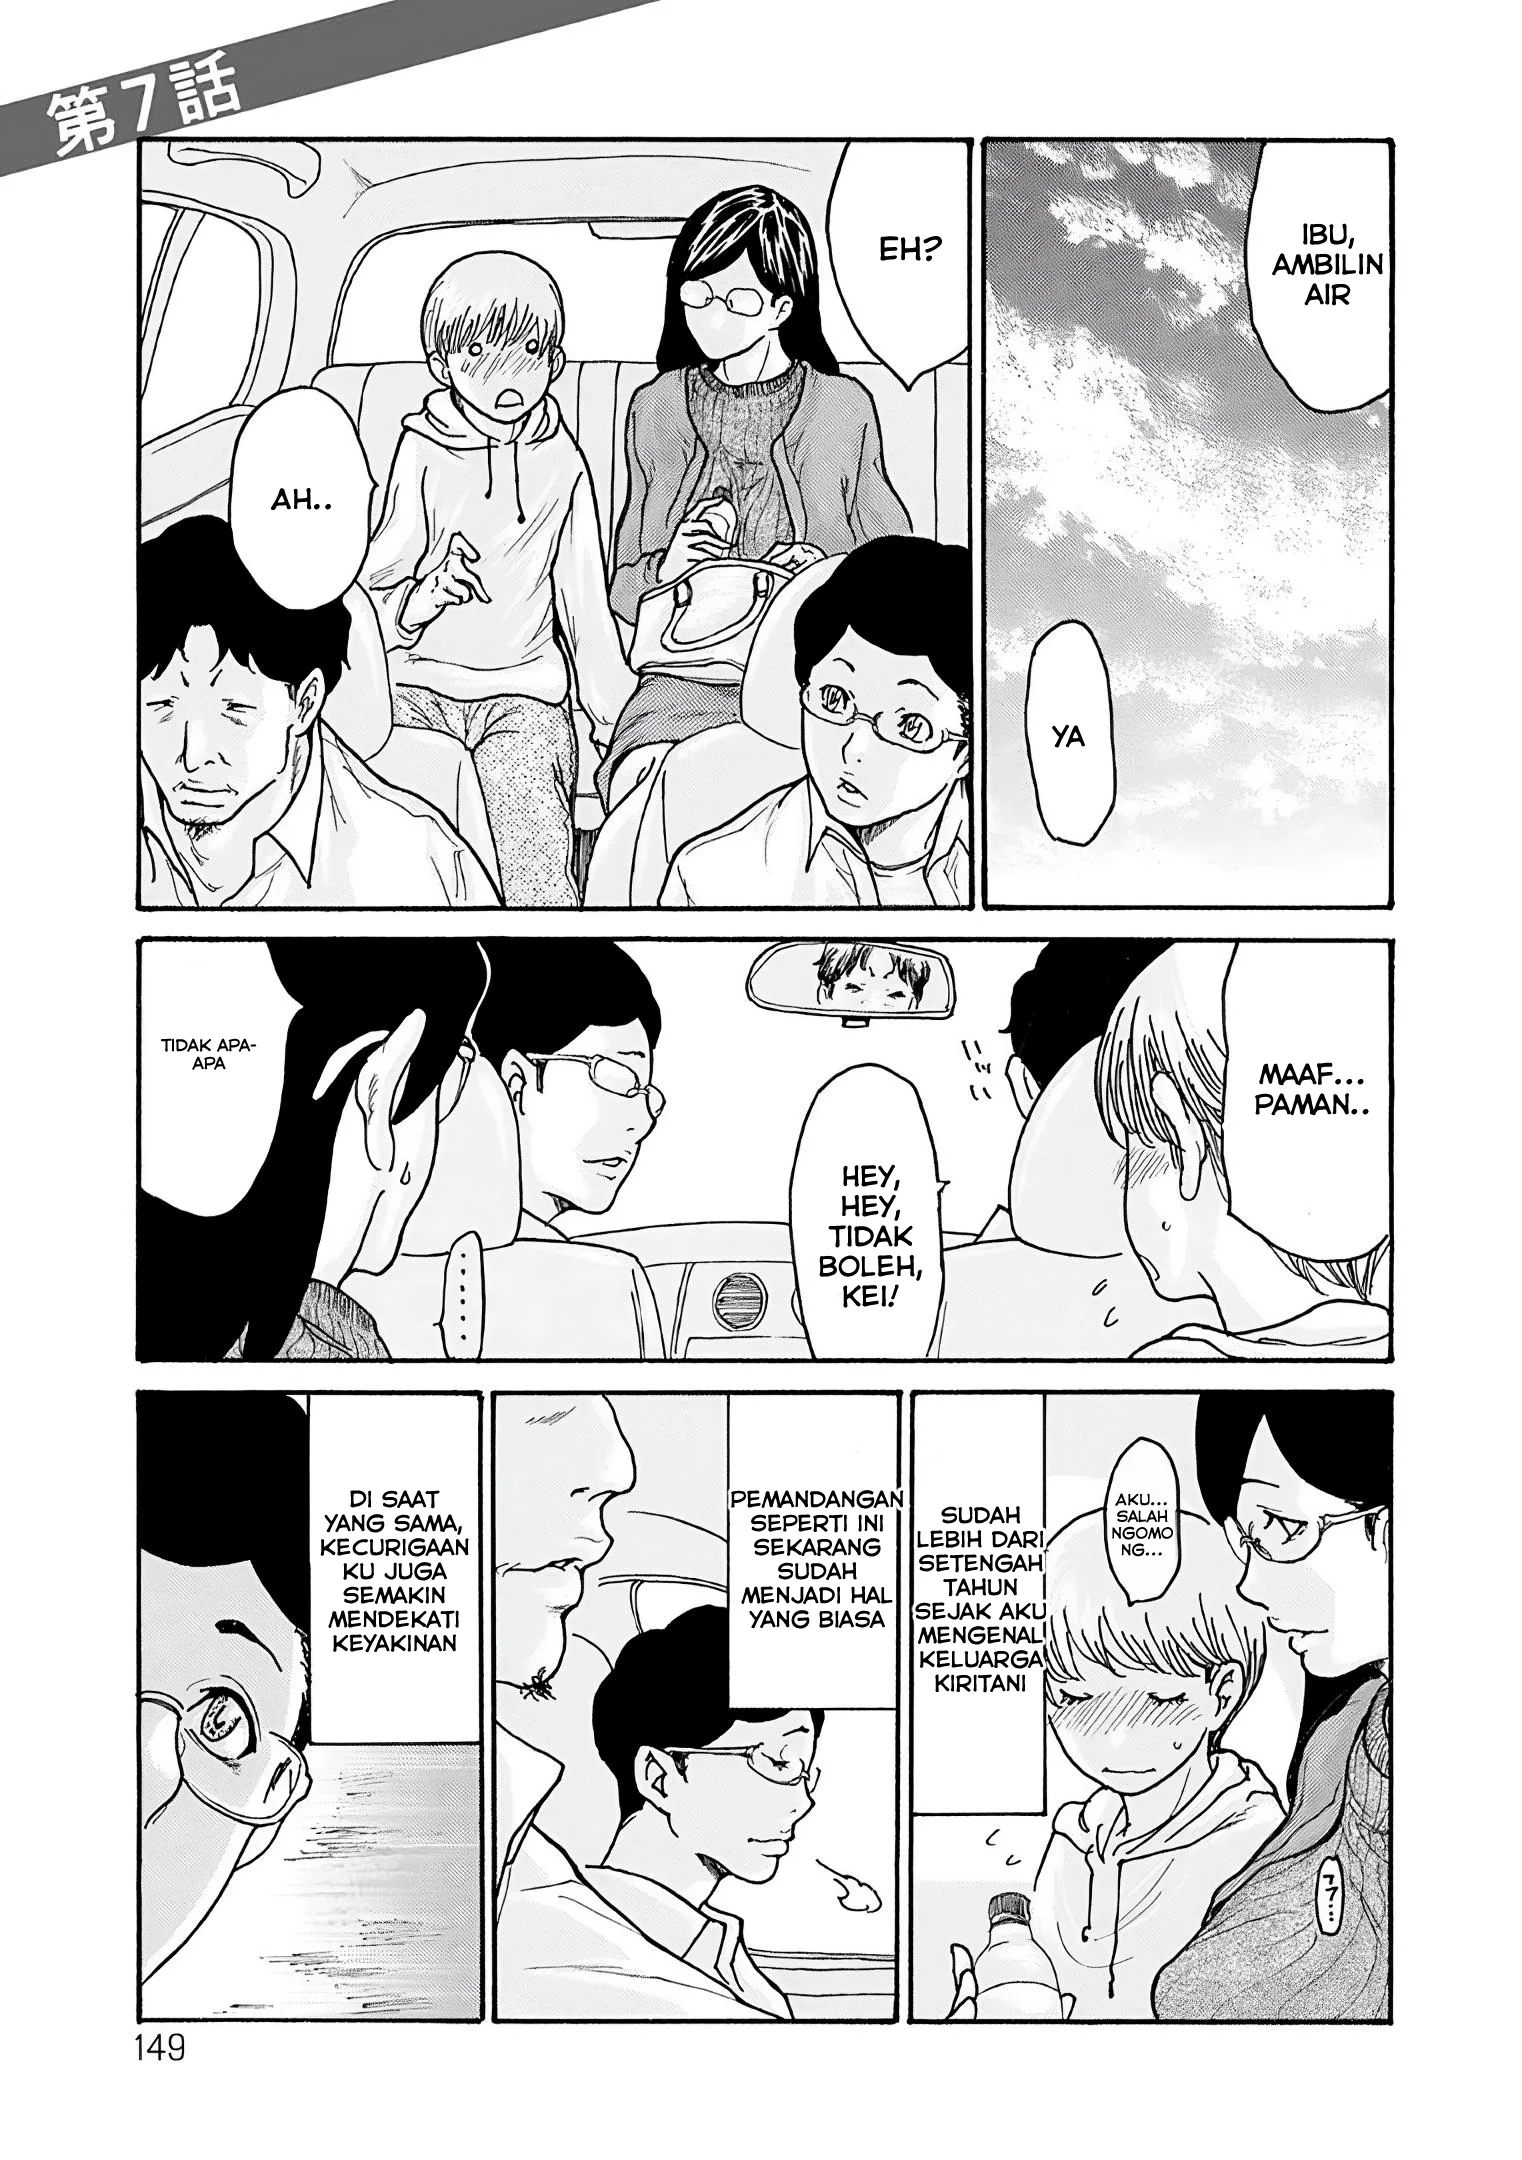 第7話
IBU,
AMBILIN
AIR
YA
EH?
AH..
MAAF...
PAMAN..
HEY,
HEY,
TIDAK
BOLEH,
KEI!
TIDAK APA-
APA
.....
AKU...
SALAH
NGOMO
NG...
SUDAH
LEBIH DARI
SETENGAH
TAHUN
SEJAK AKU
MENGENAL
KELUARGA
KIRITANI
?...
PEMANDANGAN
SEPERTI INI
SEKARANG
SUDAH
MENJADI HAL
YANG BIASA
DI SAAT
YANG SAMA,
KECURIGAAN
KU JUGA
SEMAKIN
MENDEKATI
KEYAKINAN
149